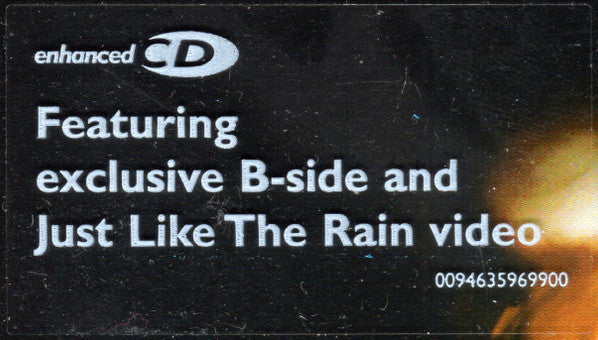 enhanced CD
Featuring
exclusive B-side and
Just Like The Rain video
0094635969900